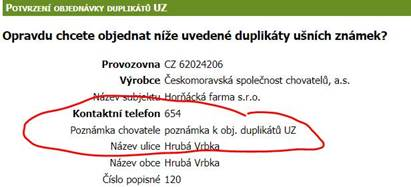 POTVRZENÍ OBJEDNÁVKY DUPLIKÁTŮ UZ
Opravdu chcete objednat níže uvedené duplikáty ušních známek?
Provozovna CZ 62024206
Výrobce Českomoravská společnost chovatelů, a.s.
Název subjektu Horňácká farma s.r.o.
Kontaktní telefon 654
Poznámka chovatele poznámka k obj. duplikátů UZ
Název ulice Hrubá Vrbka
Název obce Hrubá Vrbka
Číslo popisné 120